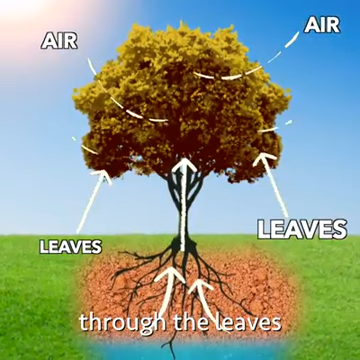 AIR
AIR
LEAVES
LEAVES
through the leaves